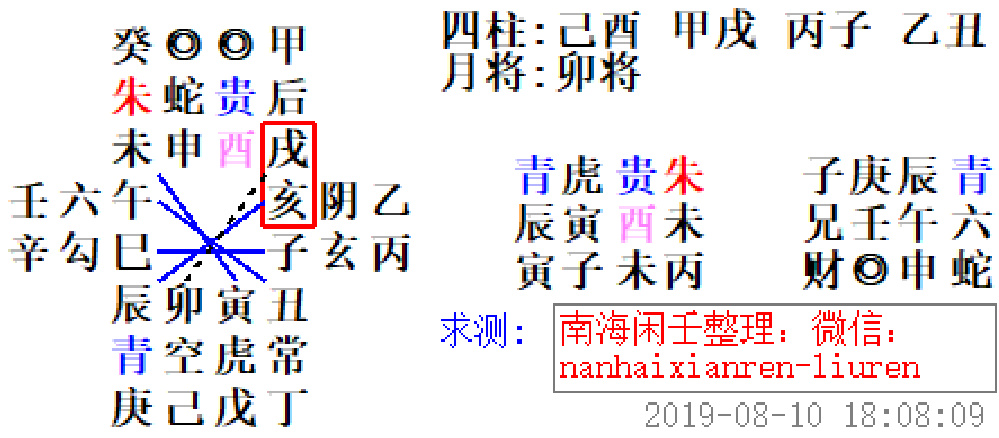 癸◎◎甲
朱蛇贵后
未申酉戌
壬六午 亥阴乙
辛勾巳 子玄丙
辰卯寅丑
青空虎常
庚己戊丁
四柱:己酉 甲戌 丙子 乙丑
月将:卯将
青虎贵朱 子庚辰青
辰寅酉未 兄壬午六
寅子未丙 财◎申蛇
求测: 南海闲壬整理：微信：
nanhaixianren-liuren
2019-08-10 18:08:09